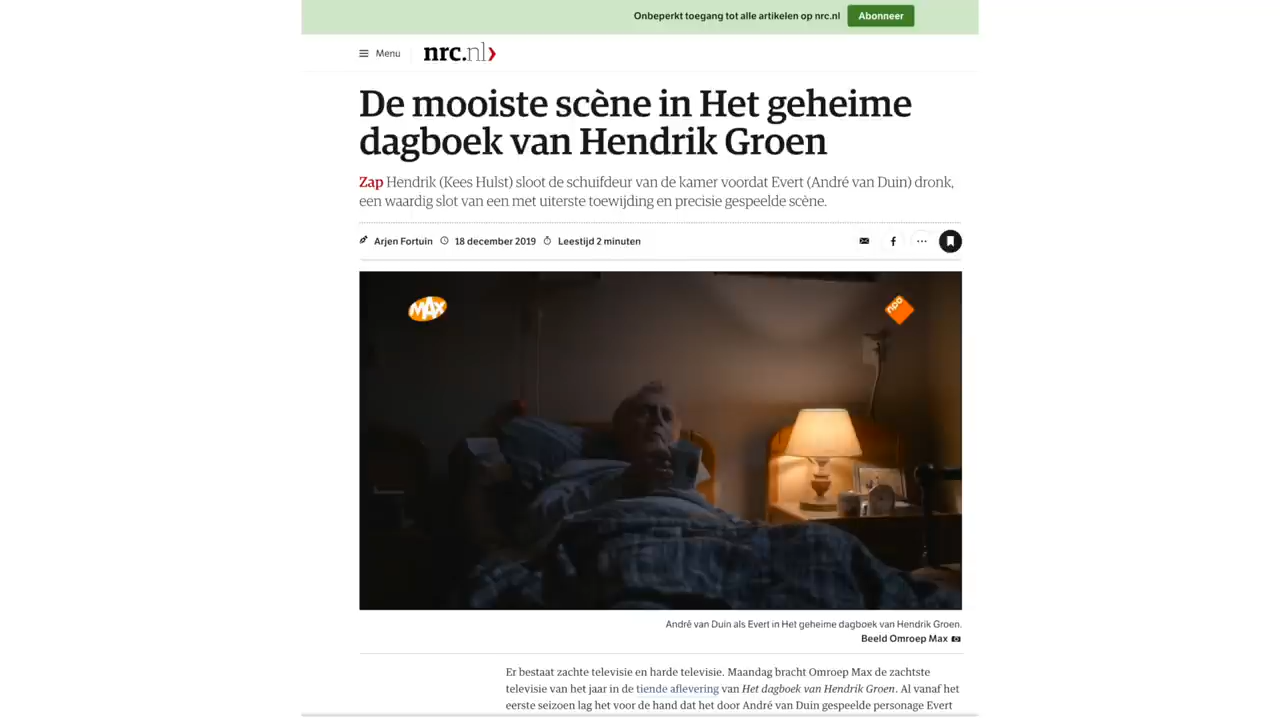 Onbeperkt toegang tot alle artikelen op nrc.nl Abonneer
Menu nrc.nl
De mooiste scène in Het geheime
dagboek van Hendrik Groen
Zap Hendrik (Kees Hulst) sloot de schuifdeur van de kamer voordat Evert (André van Duin) dronk,
een waardig slot van een met uiterste toewijding en precisie gespeelde scène.
Arjen Fortuin 18 december 2019 Leestijd 2 minuten
MAX npo
André van Duin als Evert in Het geheime dagboek van Hendrik Groen.
Beeld Omroep Max
Er bestaat zachte televisie en harde televisie. Maandag bracht Omroep Max de zachtste
televisie van het jaar in de tiende aflevering van Het dagboek van Hendrik Groen. Al vanaf het
eerste seizoen lag het voor de hand dat het door André van Duin gespeelde personage Evert